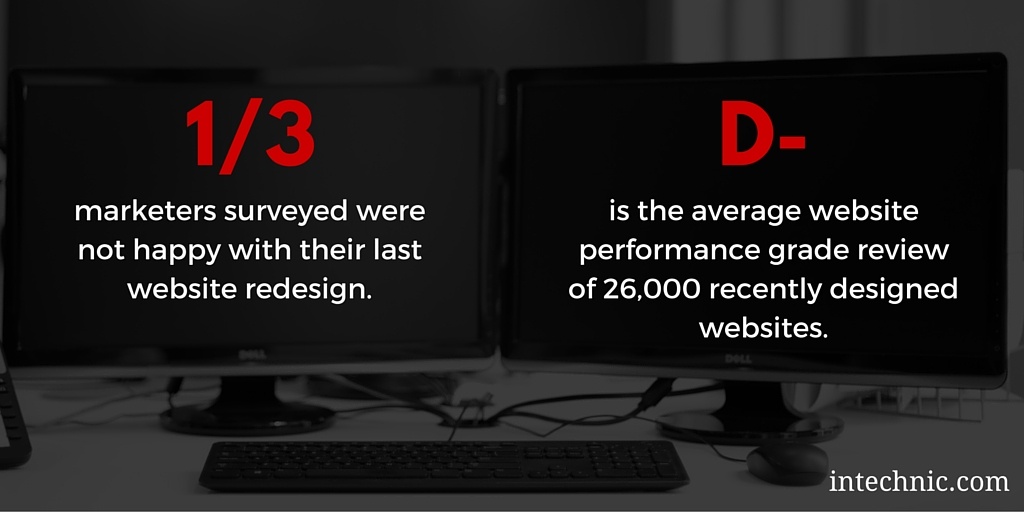 1/3
marketers surveyed were
not happy with their last
website redesign.
D-
is the average website
performance grade review
of 26,000 recently designed
websites.
DELL
DELL
intechnic.com